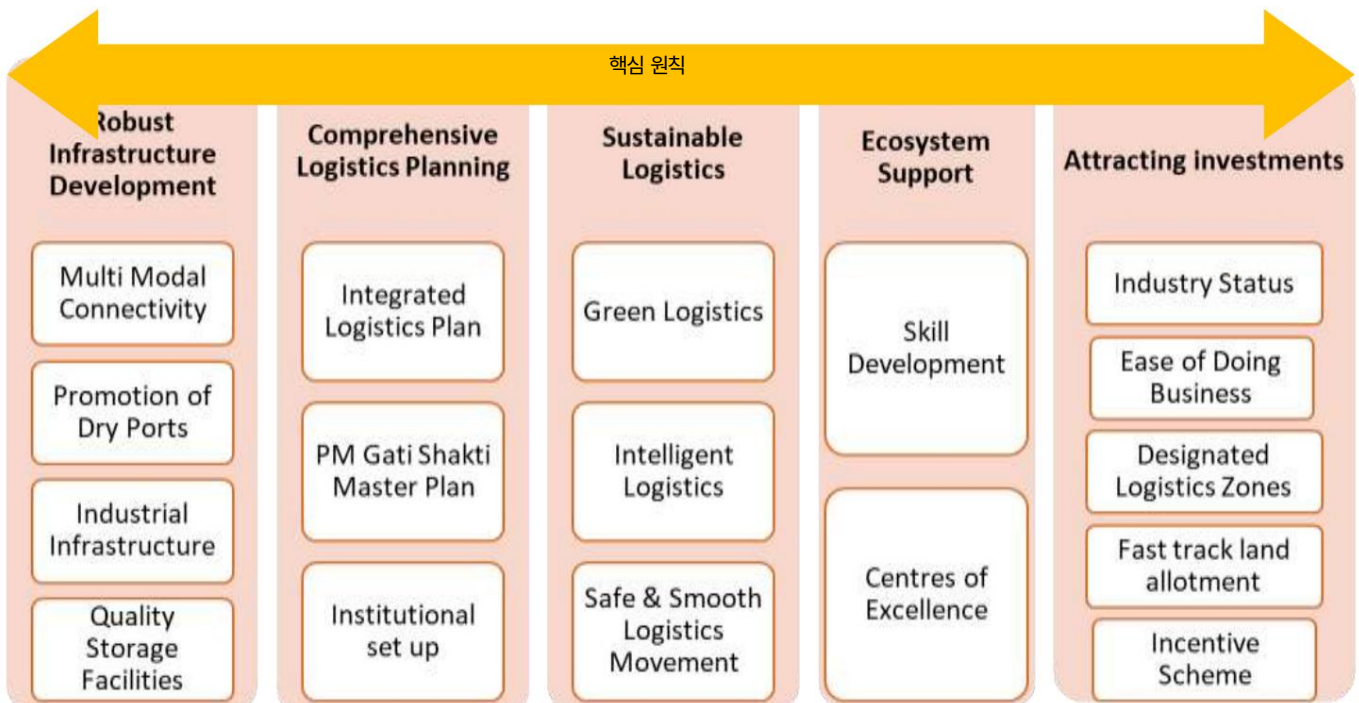 핵심 원칙
Robust
Infrastructure
Development
Multi Modal
Connectivity
Promotion of
Dry Ports
Industrial
Infrastructure
Quality
Storage
Facilities
Comprehensive
Logistics Planning
Integrated
Logistics Plan
PM Gati Shakti
Master Plan
Institutional
set up
Sustainable
Logistics
Green Logistics
Intelligent
Logistics
Safe & Smooth
Logistics
Movement
Ecosystem
Support
Skill
Development
Centres of
Excellence
Attracting investments
Industry Status
Ease of Doing
Business
Designated
Logistics Zones
Fast track land
allotment
Incentive
Scheme